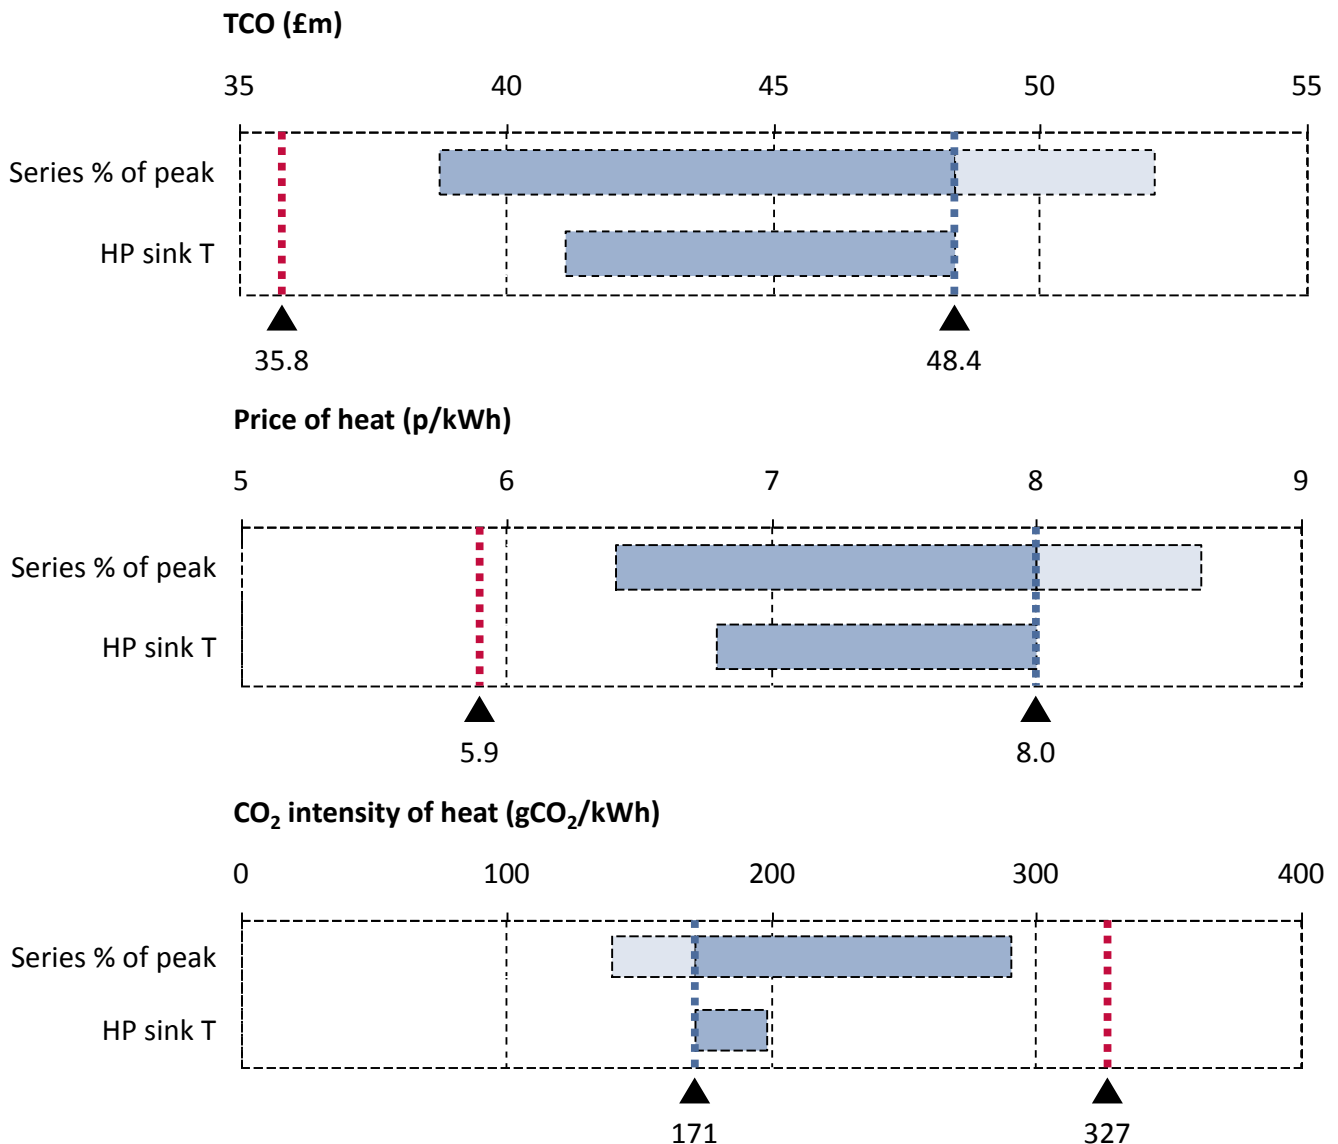 TCO (£m)
35 40 45 50 55
Series % of peak
HP sink T
35.8 48.4
Price of heat (p/kWh)
5 6 7 8 9
Series % of peak
HP sink T
5.9 8.0
CO₂ intensity of heat (gCO₂/kWh)
0 100 200 300 400
Series % of peak
HP sink T
171 327